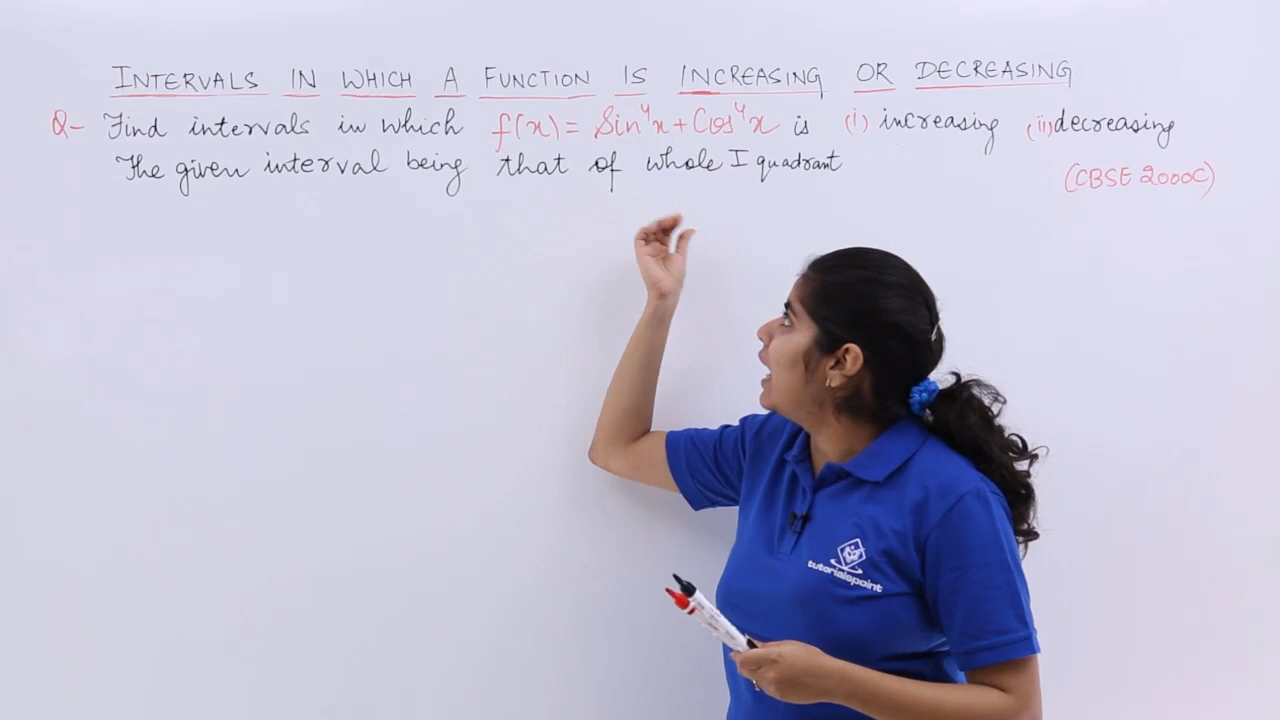 INTERVALS IN WHICH A FUNCTION IS INCREASING OR DECREASING
Q- Find intervals in which f(x) = Sin⁴x + Cos⁴x is (i) increasing (ii) decreasing
The given interval being that of whole I quadrant
(CBSE 2000C)
tutorialspoint